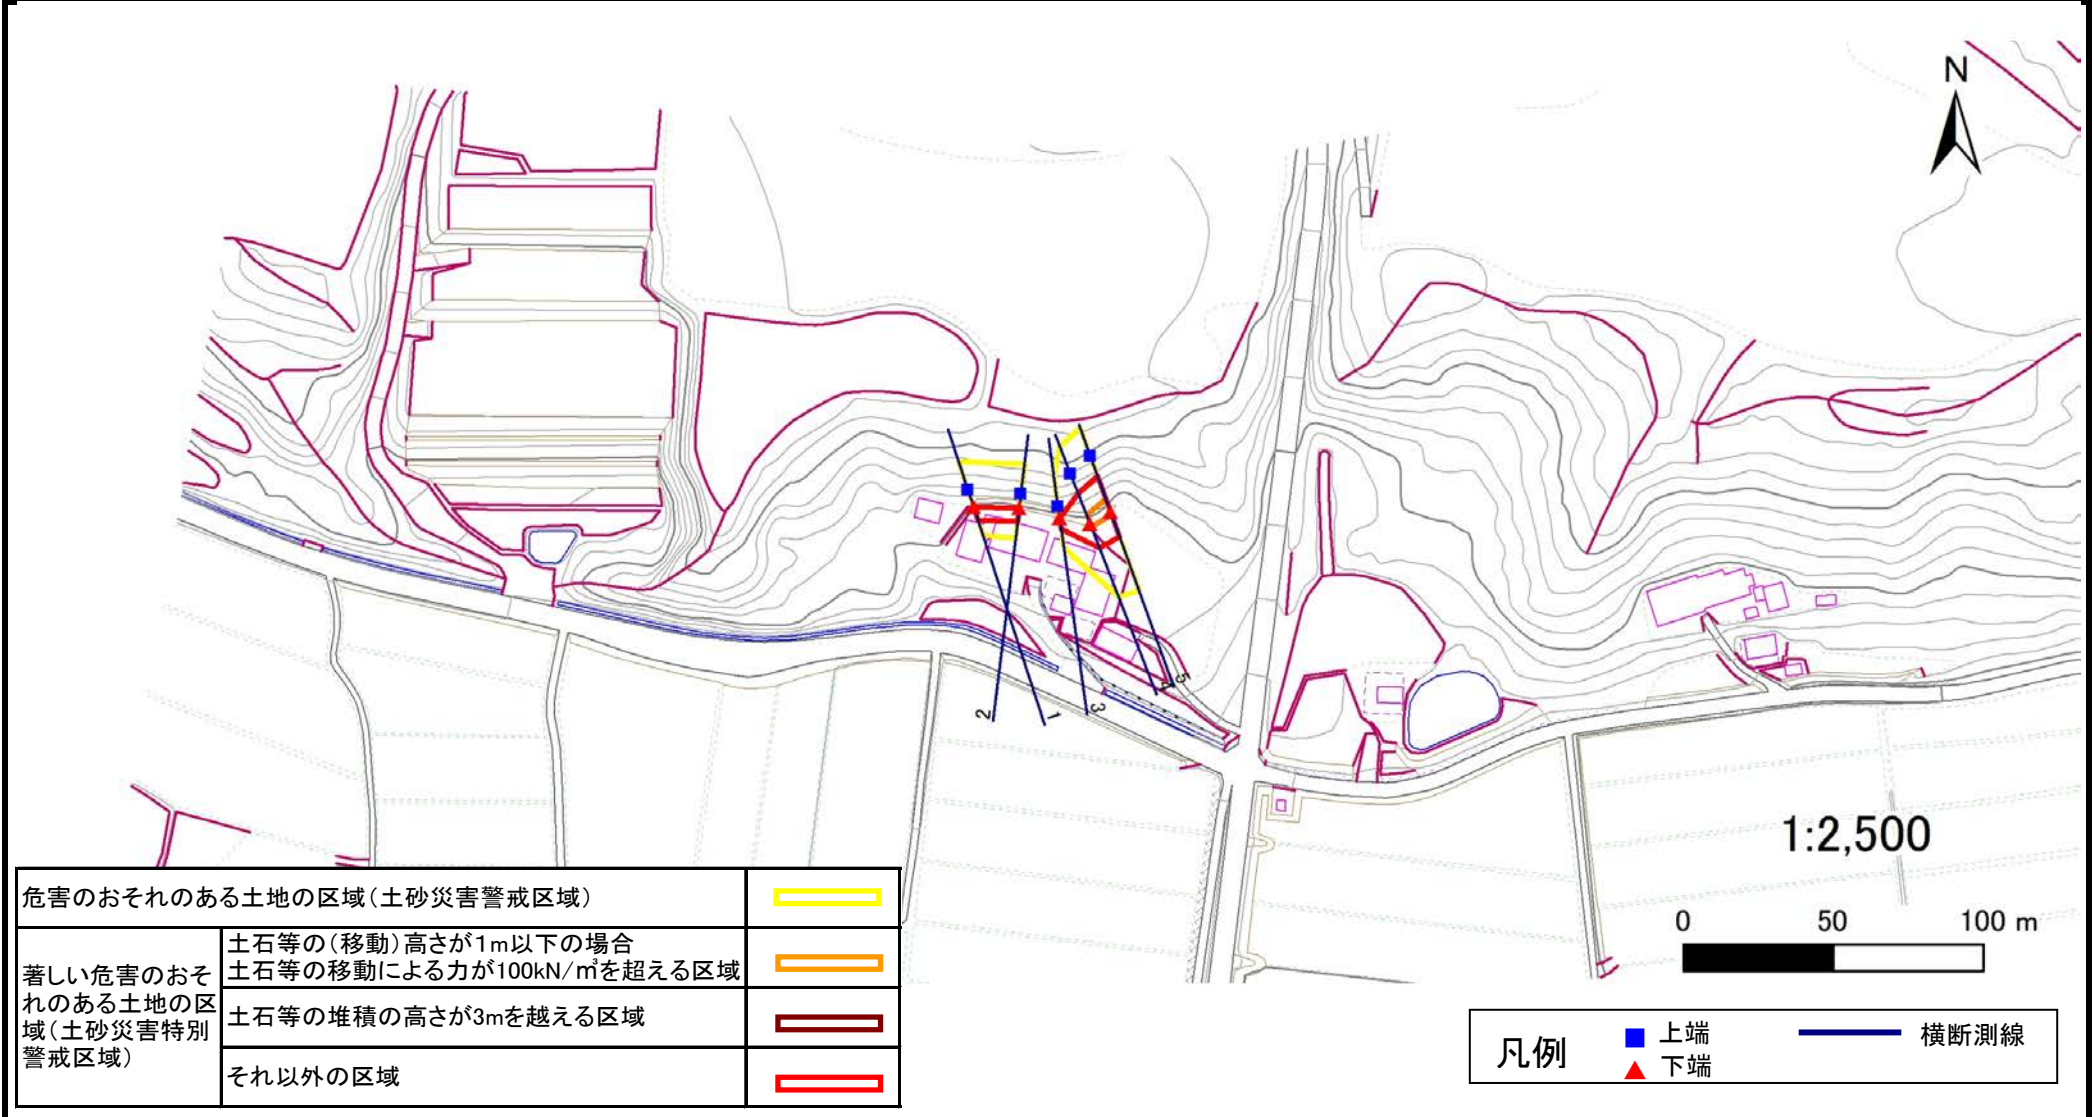 N
2
1
3
4
5
1:2,500
0 50 100 m
危害のおそれのある土地の区域(土砂災害警戒区域)
著しい危害のおそ
れのある土地の区
域(土砂災害特別
警戒区域)
土石等の(移動)高さが1m以下の場合
土石等の移動による力が100kN/㎡を超える区域
土石等の堆積の高さが3mを越える区域
それ以外の区域
凡例
上端
下端
横断測線